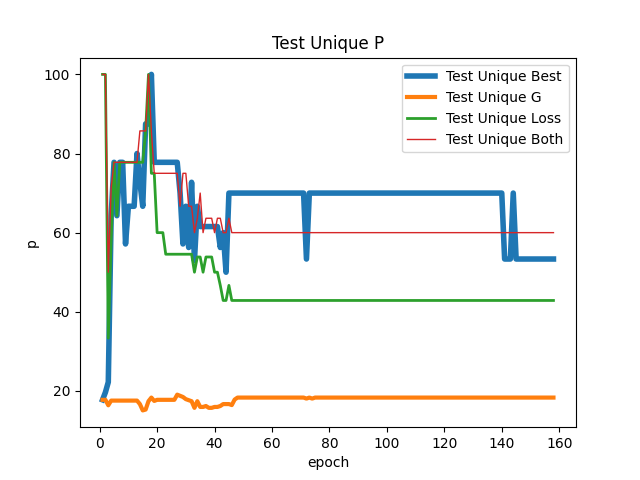 Test Unique P
Test Unique Best
Test Unique G
Test Unique Loss
Test Unique Both
100
80
60
40
20
p
0 20 40 60 80 100 120 140 160
epoch